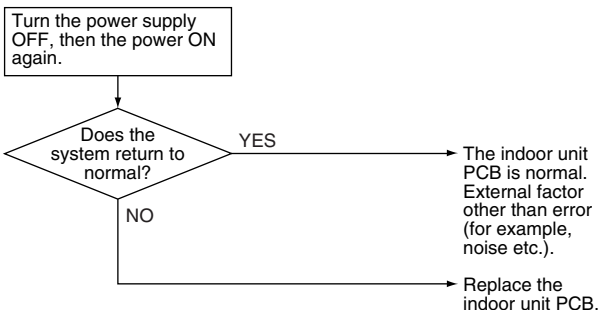 Turn the power supply
OFF, then the power ON
again.
Does the
system return to
normal?
YES
The indoor unit
PCB is normal.
External factor
other than error
(for example,
noise etc.).
NO
Replace the
indoor unit PCB.